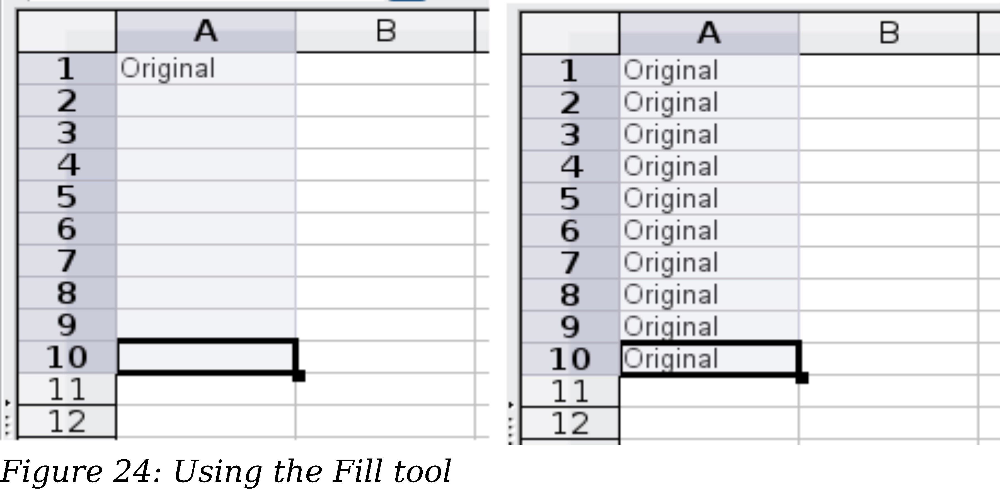 A B
1 Original
2
3
4
5
6
7
8
9
10
11
12
A B
1 Original
2 Original
3 Original
4 Original
5 Original
6 Original
7 Original
8 Original
9 Original
10 Original
11
12
Figure 24: Using the Fill tool